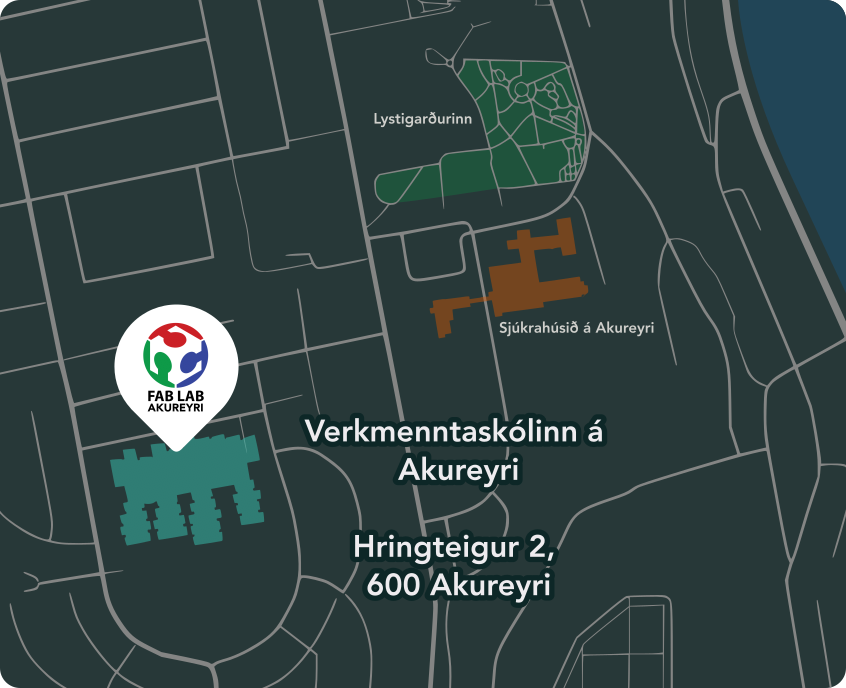 Lystigarðurinn
Sjúkrahúsið á Akureyri
FAB LAB
AKUREYRI
Verkmenntaskólinn á
Akureyri
Hringteigur 2,
600 Akureyri